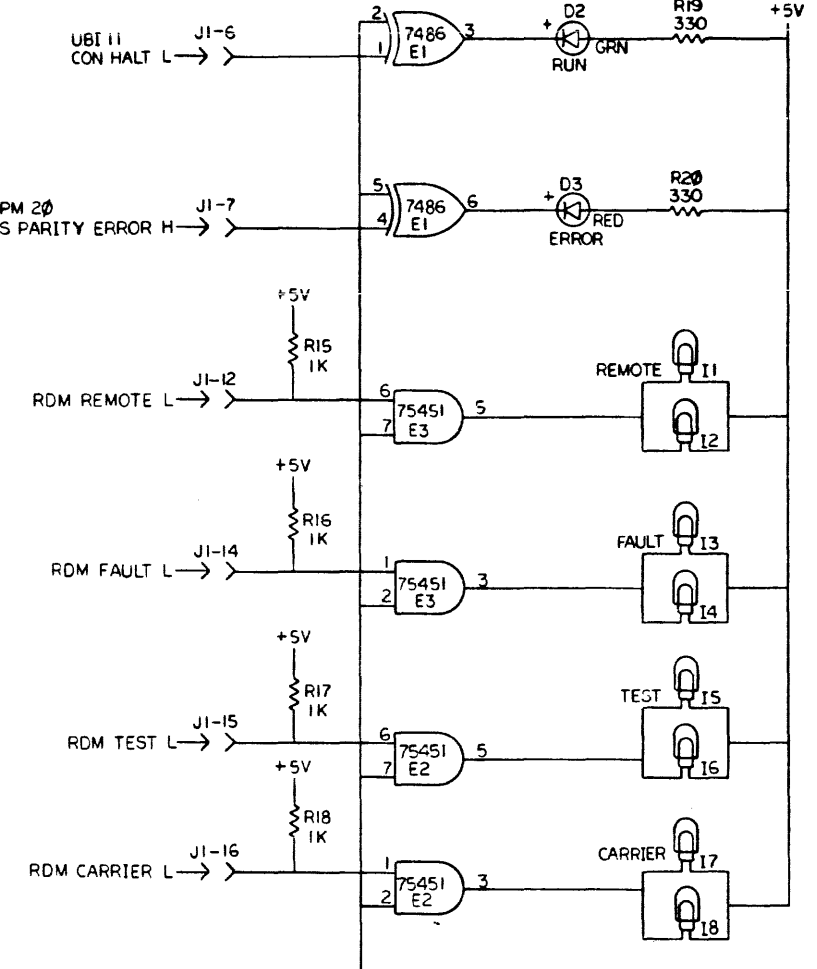 R19
330
+5V
D2
+
GRN
RUN
2
7486
E1
3
1
UBI 11
CON HALT L
J1-6
PM 2Ø
S PARITY ERROR H
J1-7
5
7486
E1
6
4
D3
+
RED
ERROR
R2Ø
330
+5V
R15
1K
RDM REMOTE L
J1-12
6
75451
E3
5
7
REMOTE
I1
I2
+5V
R16
1K
RDM FAULT L
J1-14
1
75451
E3
3
2
FAULT
I3
I4
+5V
R17
1K
RDM TEST L
J1-15
6
75451
E2
5
7
TEST
I5
I6
+5V
R18
1K
RDM CARRIER L
J1-16
1
75451
E2
3
2
CARRIER
I7
I8